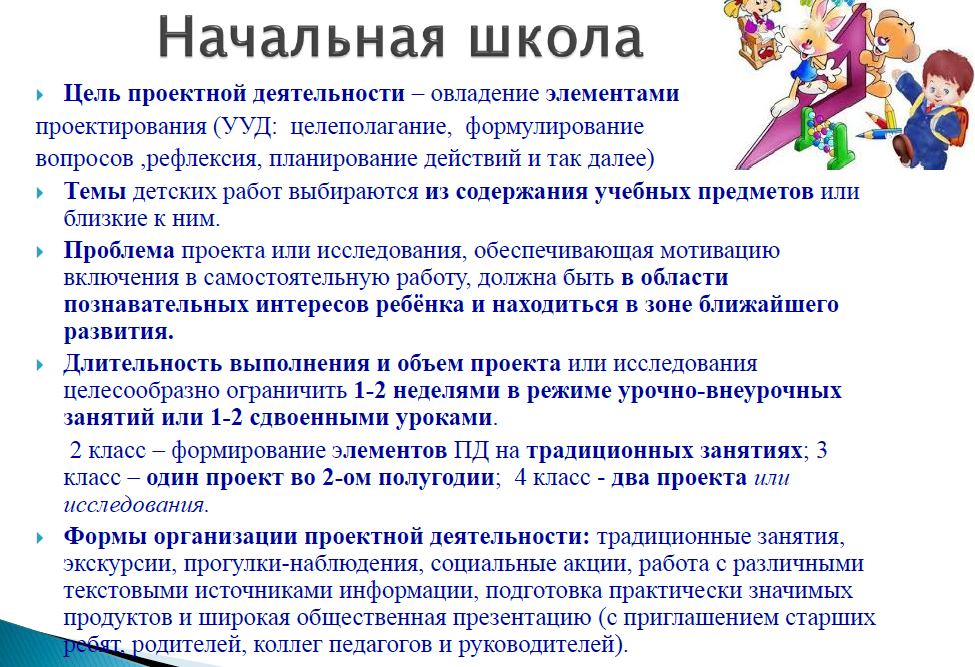 Начальная школа
Цель проектной деятельности – овладение элементами
проектирования (УУД: целеполагание, формулирование
вопросов ,рефлексия, планирование действий и так далее)
Темы детских работ выбираются из содержания учебных предметов или
близкие к ним.
Проблема проекта или исследования, обеспечивающая мотивацию
включения в самостоятельную работу, должна быть в области
познавательных интересов ребёнка и находиться в зоне ближайшего
развития.
Длительность выполнения и объем проекта или исследования
целесообразно ограничить 1-2 неделями в режиме урочно-внеурочных
занятий или 1-2 сдвоенными уроками.
2 класс – формирование элементов ПД на традиционных занятиях; 3
класс – один проект во 2-ом полугодии; 4 класс - два проекта или
исследования.
Формы организации проектной деятельности: традиционные занятия,
экскурсии, прогулки-наблюдения, социальные акции, работа с различными
текстовыми источниками информации, подготовка практически значимых
продуктов и широкая общественная презентацию (с приглашением старших
ребят, родителей, коллег педагогов и руководителей).